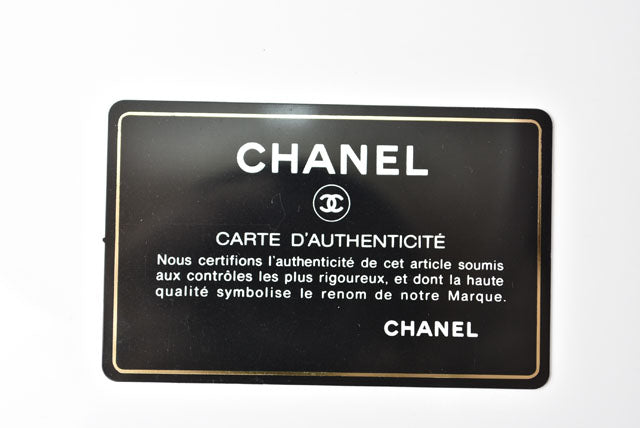 CHANEL
CARTE D'AUTHENTICITÉ
Nous certifions l'authenticité de cet article soumis
aux contrôles les plus rigoureux, et dont la haute
qualité symbolise le renom de notre Marque.
CHANEL